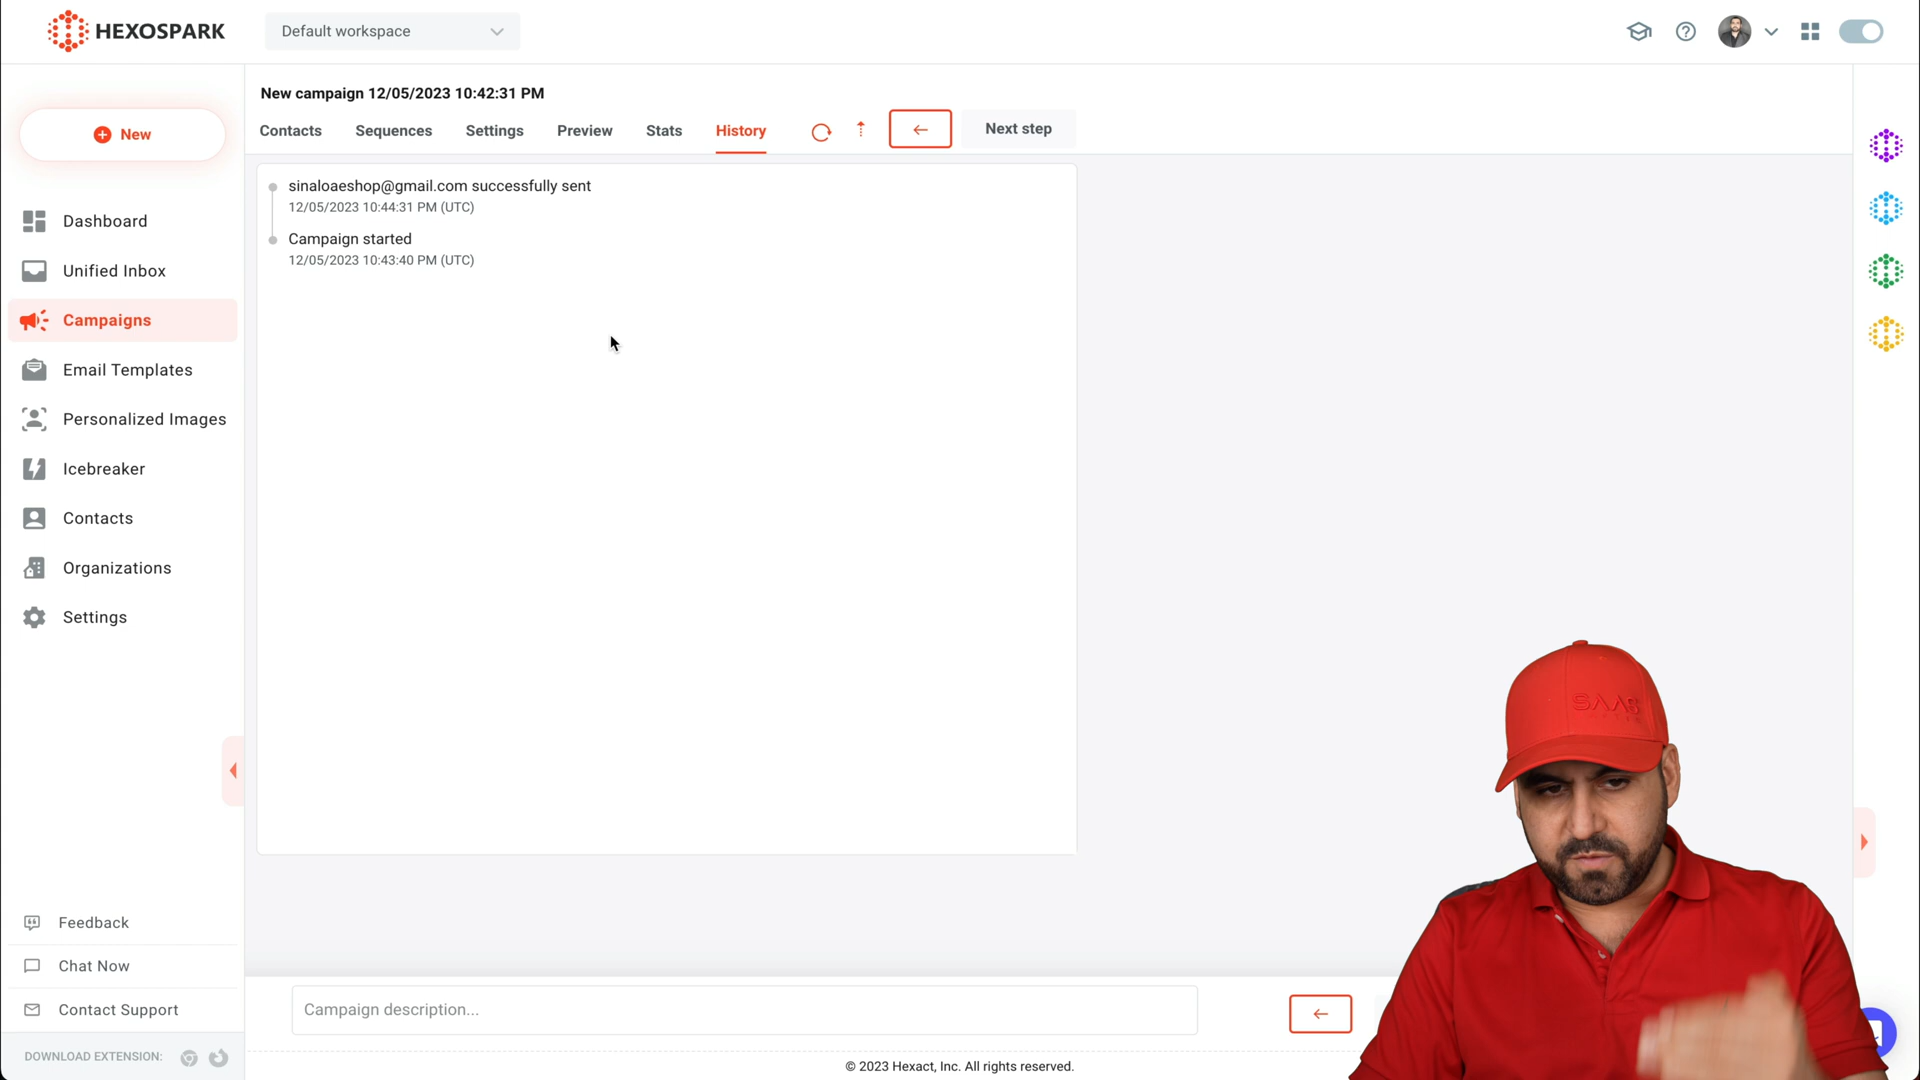 HEXOSPARK
Default workspace
New campaign 12/05/2023 10:42:31 PM
New
Contacts
Sequences
Settings
Preview
Stats
History
Next step
sinaloaeshop@gmail.com successfully sent
12/05/2023 10:44:31 PM (UTC)
Campaign started
12/05/2023 10:43:40 PM (UTC)
Dashboard
Unified Inbox
Campaigns
Email Templates
Personalized Images
Icebreaker
Contacts
Organizations
Settings
SAAS
Feedback
Chat Now
Contact Support
DOWNLOAD EXTENSION:
Campaign description...
© 2023 Hexact, Inc. All rights reserved.